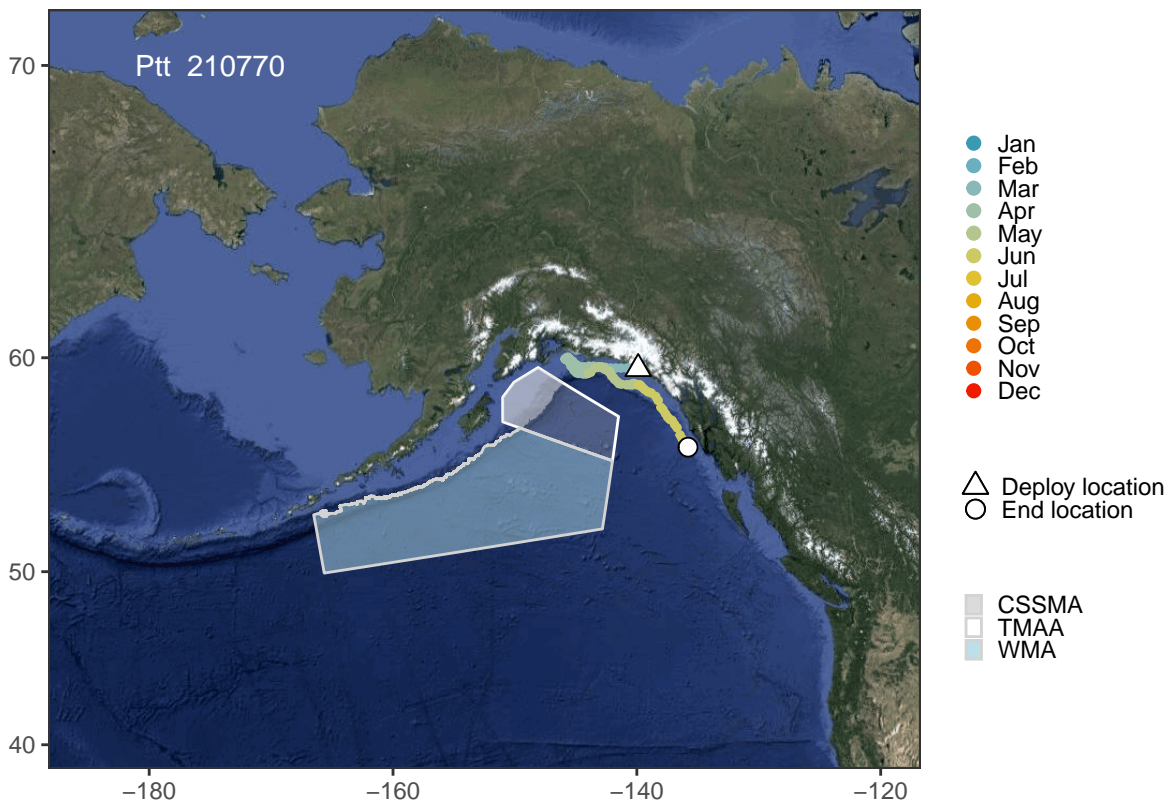 Ptt 210770
70
60
50
40
−180
−160
−140
−120
Jan
Feb
Mar
Apr
May
Jun
Jul
Aug
Sep
Oct
Nov
Dec
Deploy location
End location
CSSMA
TMAA
WMA